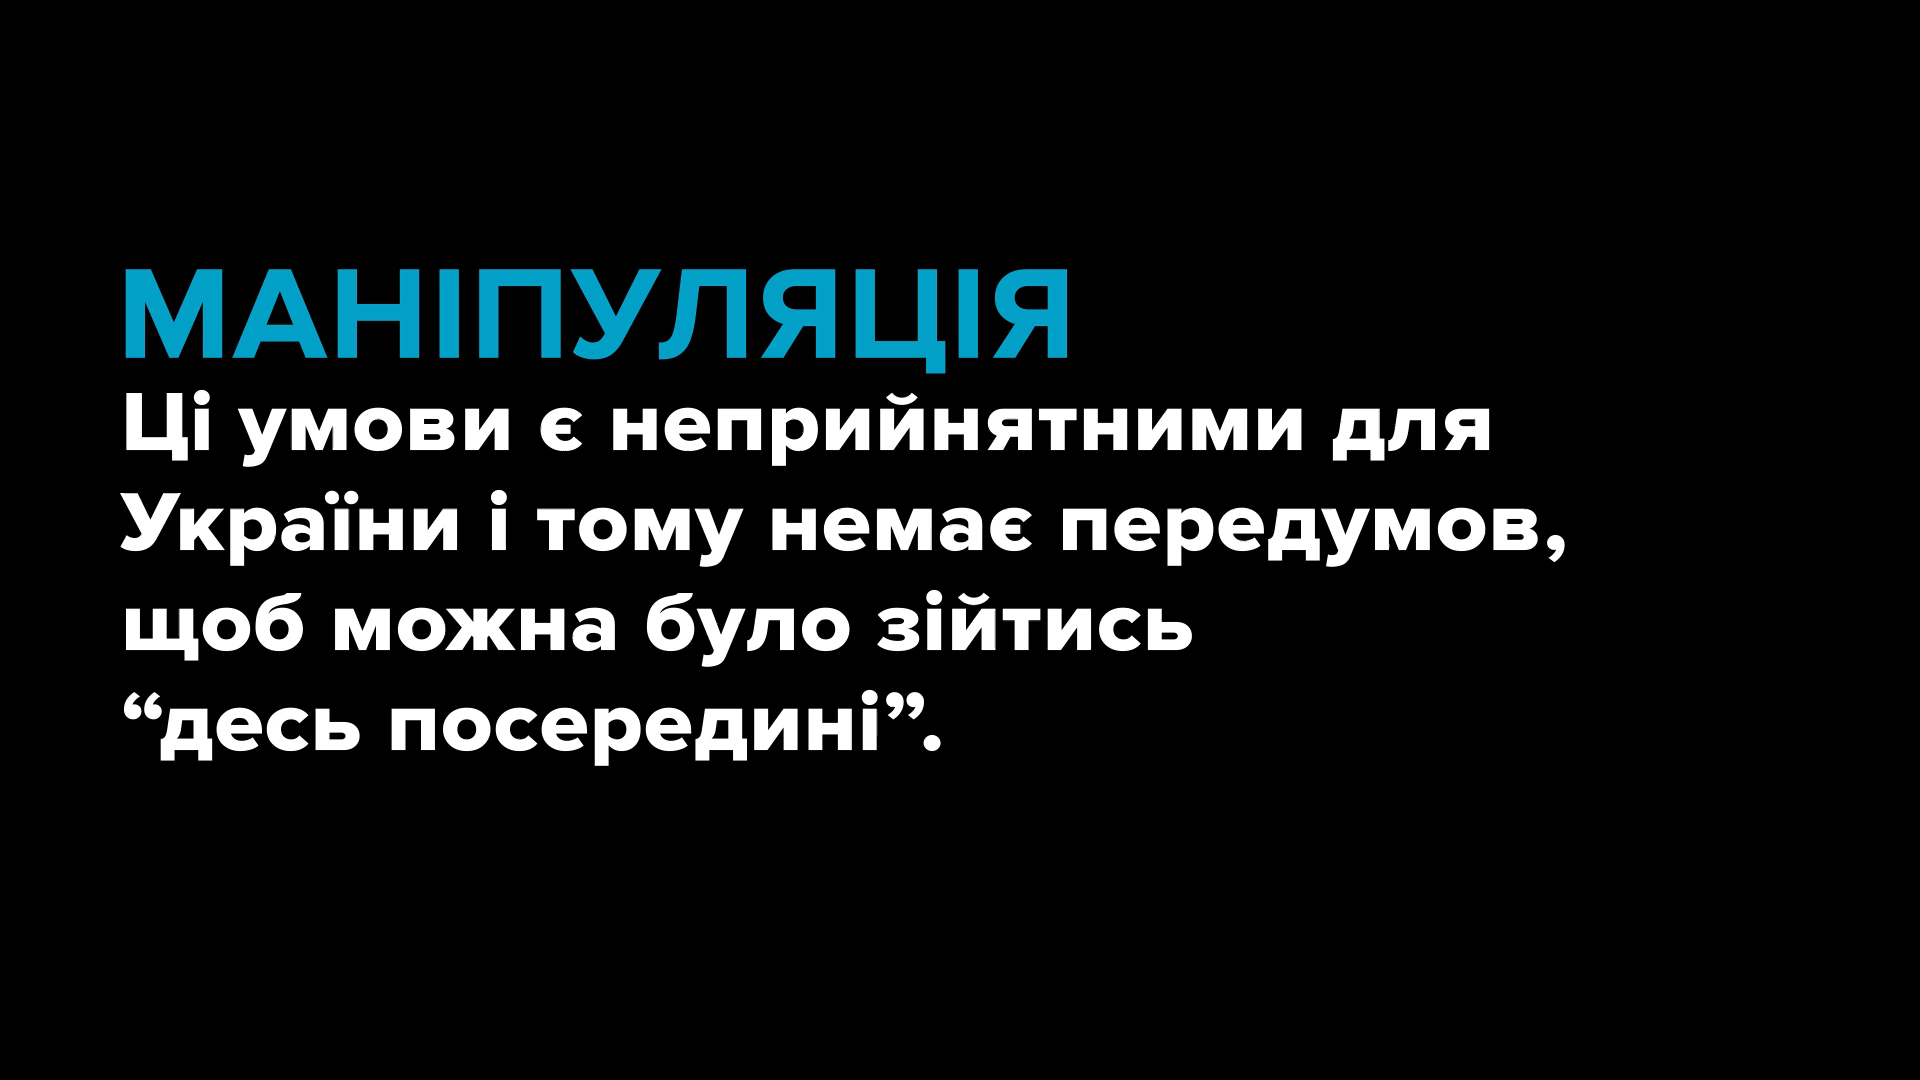 МАНІПУЛЯЦІЯ
Ці умови є неприйнятними для
України і тому немає передумов,
щоб можна було зійтись
“десь посередині”.